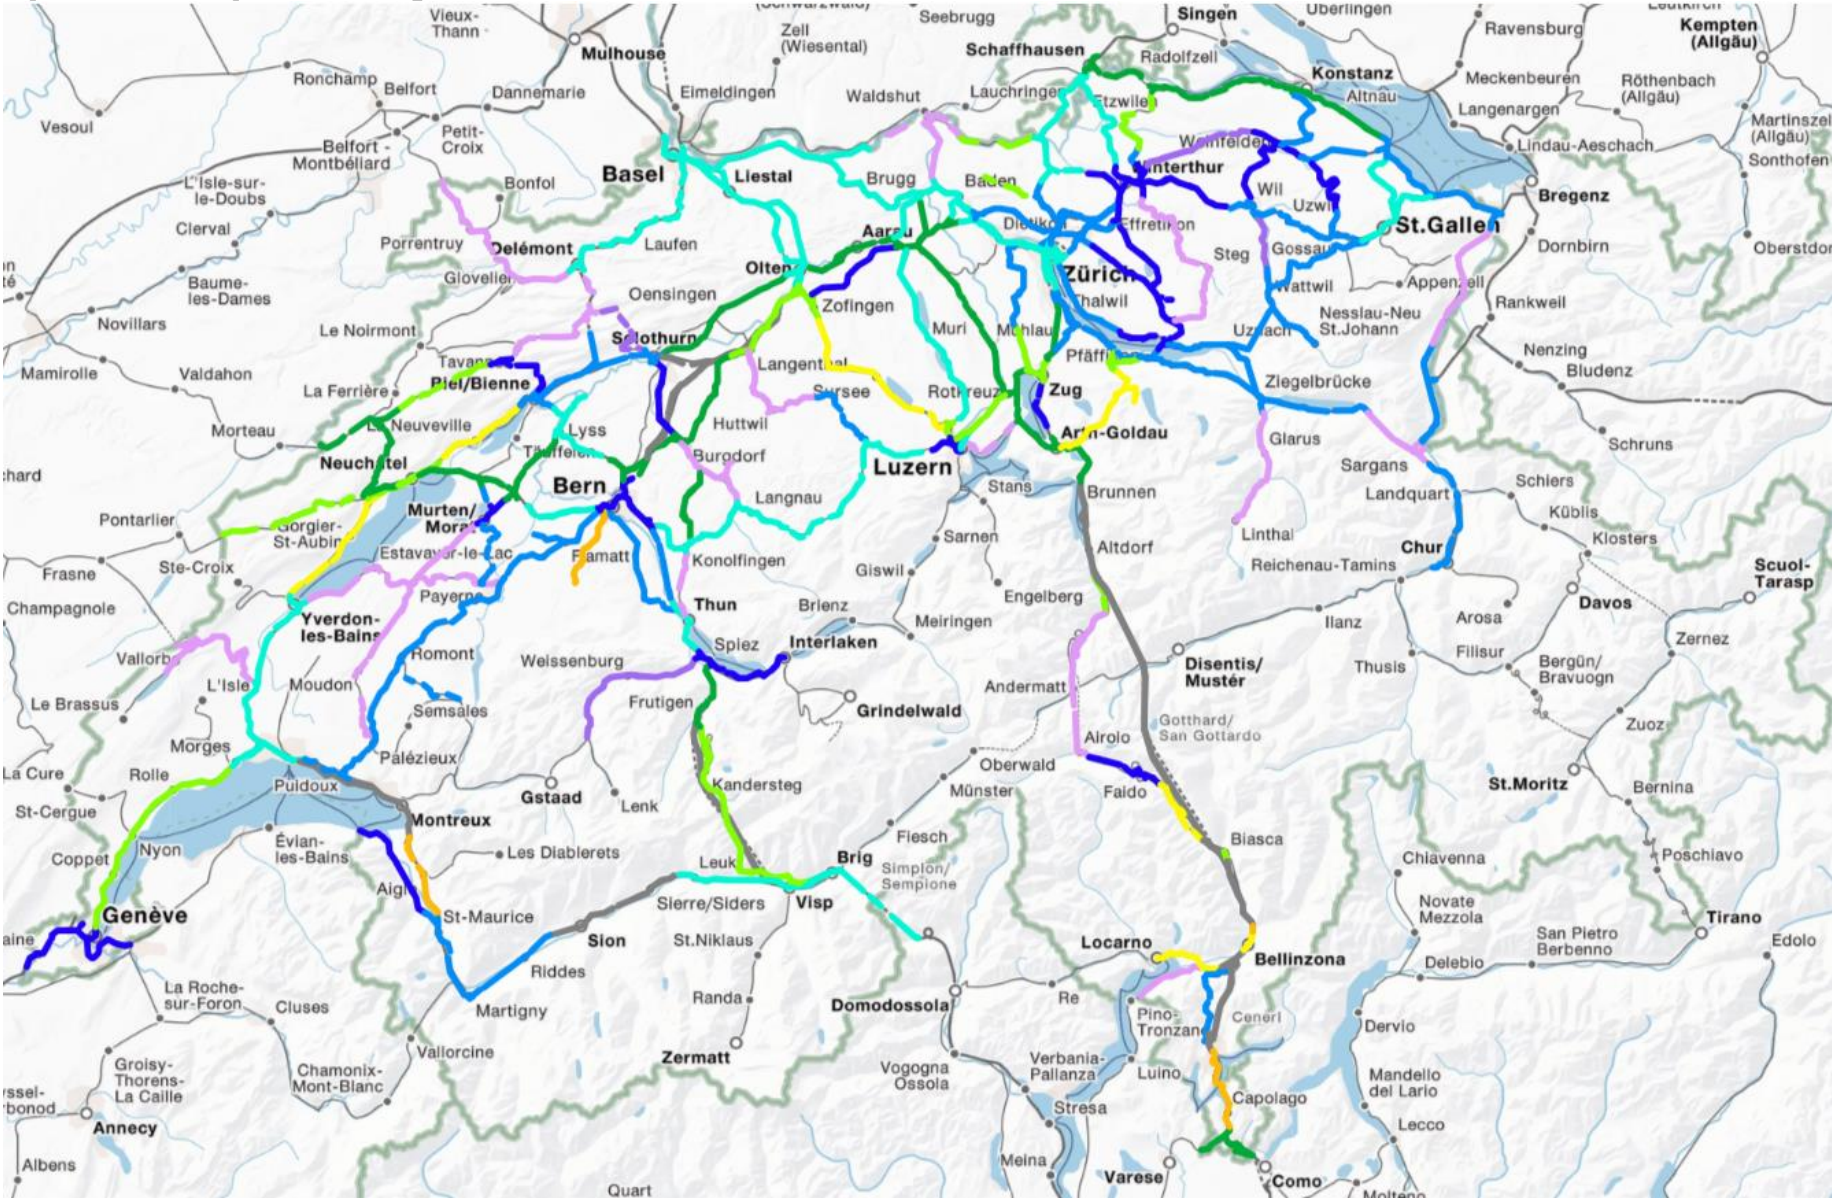 Vieux-
Thann
(Schwarzwald)
Seebrugg
Singen
Überlingen
Leutkirch
Kempten
(Allgäu)
Mulhouse
Zell
(Wiesental)
Schaffhausen
Radolfzell
Ravensburg
Ronchamp
Belfort
Dannemarie
Eimeldingen
Waldshut
Lauchringen
Etzwilen
Konstanz
Altnau
Meckenbeuren
Röthenbach
(Allgäu)
Langenargen
Vesoul
Petit-
Croix
Martinszel
(Allgäu)
Belfort -
Montbéliard
Weinfelden
Lindau-Aeschach
Sonthofen
L'Isle-sur-
le-Doubs
Bonfol
Basel
Liestal
Brugg
Baden
Winterthur
Wil
Uzwil
Bregenz
Clerval
Porrentruy
Delémont
Laufen
Aarau
Dietikon
Effretikon
St.Gallen
Steg
Gossau
Dornbirn
Oberstdor
Glovelier
Baume-
les-Dames
Olten
Zürich
Wattwil
Appenzell
Oensingen
Zofingen
Thalwil
Rankweil
Novillars
Le Noirmont
Solothurn
Muri
Mühlau
Uznach
Nesslau-Neu
St.Johann
Mamirolle
Valdahon
Tavannes
Langenthal
Pfäffikon
Nenzing
Bludenz
La Ferrière
Biel/Bienne
Sursee
Rotkreuz
Zug
Ziegelbrücke
Morteau
La Neuveville
Lyss
Huttwil
Arth-Goldau
Glarus
Schruns
Neuchâtel
Täuffelen
Burgdorf
Luzern
Sargans
Bern
Langnau
Stans
Brunnen
Landquart
Schiers
Pontarlier
Gorgier-
St-Aubin
Murten/
Morat
Küblis
Estavayer-le-Lac
Flamatt
Konolfingen
Sarnen
Altdorf
Linthal
Chur
Klosters
Frasne
Ste-Croix
Giswil
Reichenau-Tamins
Scuol-
Tarasp
Champagnole
Payerne
Thun
Brienz
Engelberg
Davos
Yverdon-
les-Bains
Spiez
Interlaken
Meiringen
Ilanz
Arosa
Zernez
Vallorbe
Romont
Weissenburg
Disentis/
Mustér
Thusis
Filisur
Bergün/
Bravuogn
L'Isle
Moudon
Andermatt
Le Brassus
Semsales
Frutigen
Grindelwald
Gotthard/
San Gottardo
Zuoz
Morges
Palézieux
Airolo
Oberwald
La Cure
Rolle
Puidoux
Kandersteg
Faido
St.Moritz
Bernina
St-Cergue
Gstaad
Lenk
Münster
Montreux
Fiesch
Biasca
Coppet
Nyon
Évian-
les-Bains
Les Diablerets
Leuk
Brig
Chiavenna
Poschiavo
Simplon/
Sempione
Aigle
Genève
St-Maurice
Sierre/Siders
Visp
Novate
Mezzola
Tirano
Sion
St.Niklaus
Locarno
Bellinzona
San Pietro
Berbenno
Edolo
Riddes
Delebio
La Roche-
sur-Foron
Cluses
Martigny
Randa
Domodossola
Re
Pino-
Tronzano
Ceneri
Dervio
Vallorcine
Zermatt
Groisy-
Thorens-
La Caille
Chamonix-
Mont-Blanc
Vogogna
Ossola
Verbania-
Pallanza
Luino
Mandello
del Lario
Capolago
Annecy
Stresa
Lecco
Albens
Meina
Varese
Como
Quart
Molteno